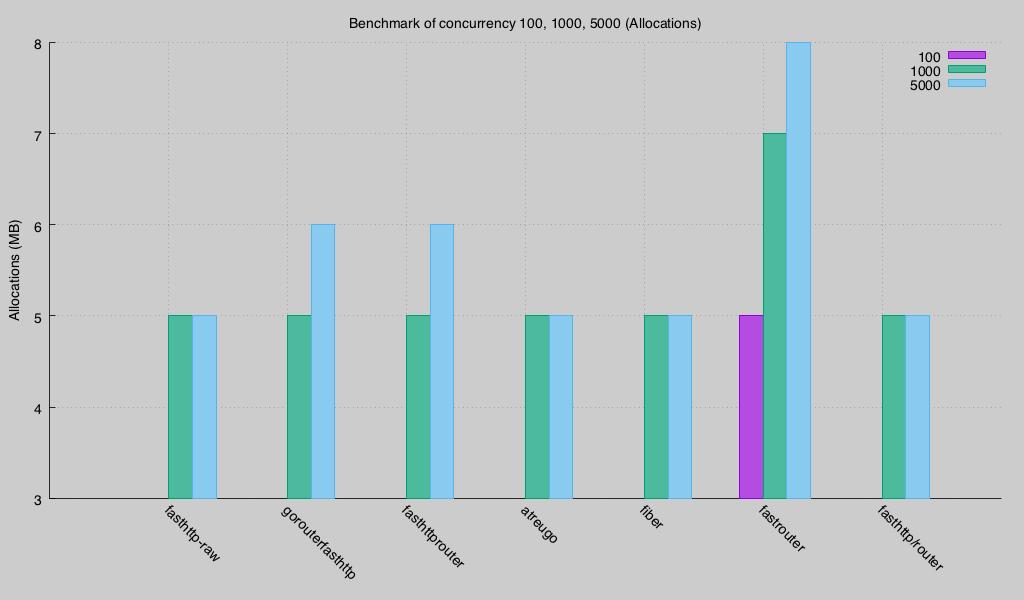 Benchmark of concurrency 100, 1000, 5000 (Allocations)
100
1000
5000
Allocations (MB)
8
7
6
5
4
3
fasthttp-raw
gorouterfasthttp
fasthttprouter
atreugo
fiber
fastrouter
fasthttp/router